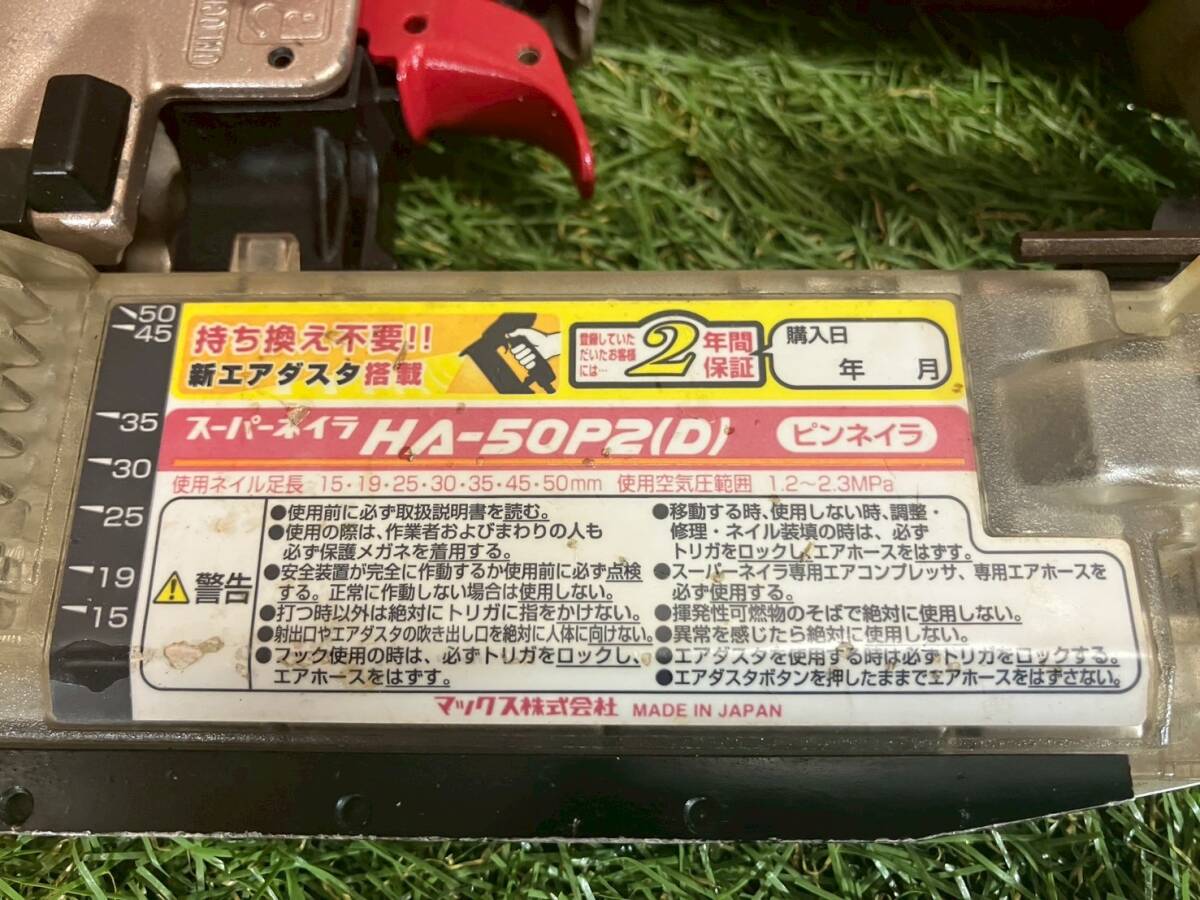 50
45
35
30
25
19
15
持ち換え不要!!
新エアダスタ搭載
登録していた
だいたお客様
には…
2年間
保証
購入日
年 月
スーパーネイラ HA-50P2(D) ピンネイラ
使用ネイル足長 15・19・25・30・35・45・50mm 使用空気圧範囲 1.2～2.3MPa
警告
●使用前に必ず取扱説明書を読む。
●使用の際は、作業者およびまわりの人も
必ず保護メガネを着用する。
●安全装置が完全に作動するか使用前に必ず点検
する。正常に作動しない場合は使用しない。
●打つ時以外は絶対にトリガに指をかけない。
●射出口やエアダスタの吹き出し口を絶対に人体に向けない。
●フック使用の時は、必ずトリガをロックし、
エアホースをはずす。
●移動する時、使用しない時、調整・
修理・ネイル装填の時は、必ず
トリガをロックし、エアホースをはずす。
●スーパーネイラ専用エアコンプレッサ、専用エアホースを
必ず使用する。
●揮発性可燃物のそばで絶対に使用しない。
●異常を感じたら絶対に使用しない。
●エアダスタを使用する時は必ずトリガをロックする。
●エアダスタボタンを押したままでエアホースをはずさない。
マックス株式会社 MADE IN JAPAN